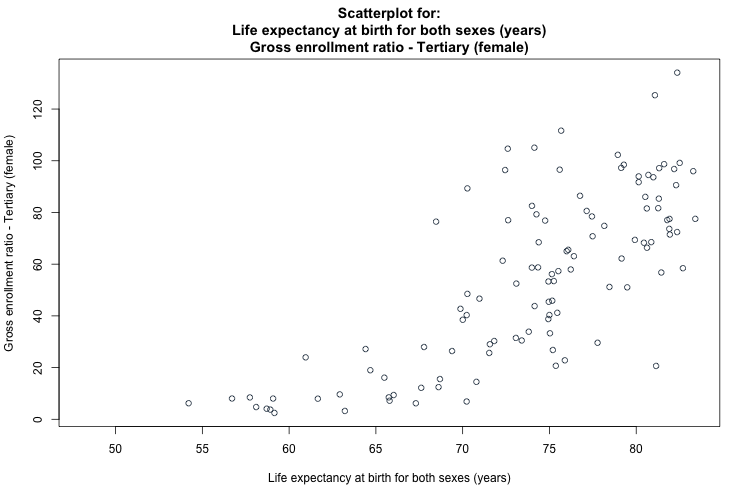 Scatterplot for:
Life expectancy at birth for both sexes (years)
Gross enrollment ratio - Tertiary (female)
Gross enrollment ratio - Tertiary (female)
120
100
80
60
40
20
0
50 55 60 65 70 75 80
Life expectancy at birth for both sexes (years)